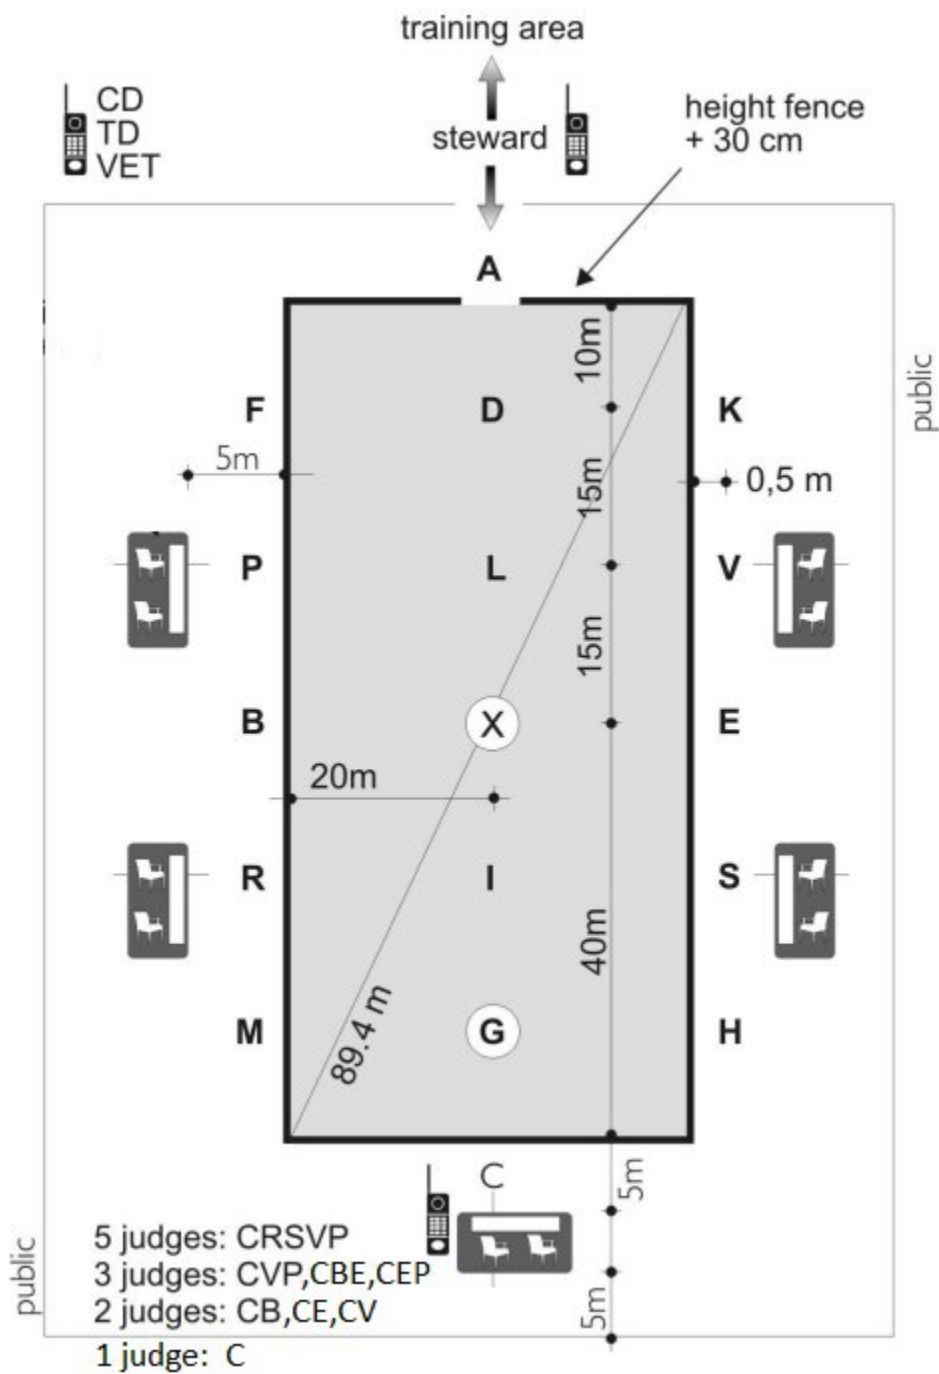 training area
CD
TD
VET
steward
height fence
+ 30 cm
A
10m
public
F
D
K
5m
15m
0,5 m
P
L
V
15m
B
X
E
20m
R
I
S
40m
89.4 m
M
G
H
C
5m
5 judges: CRSVP
3 judges: CVP,CBE,CEP
2 judges: CB,CE,CV
1 judge: C
public
5m